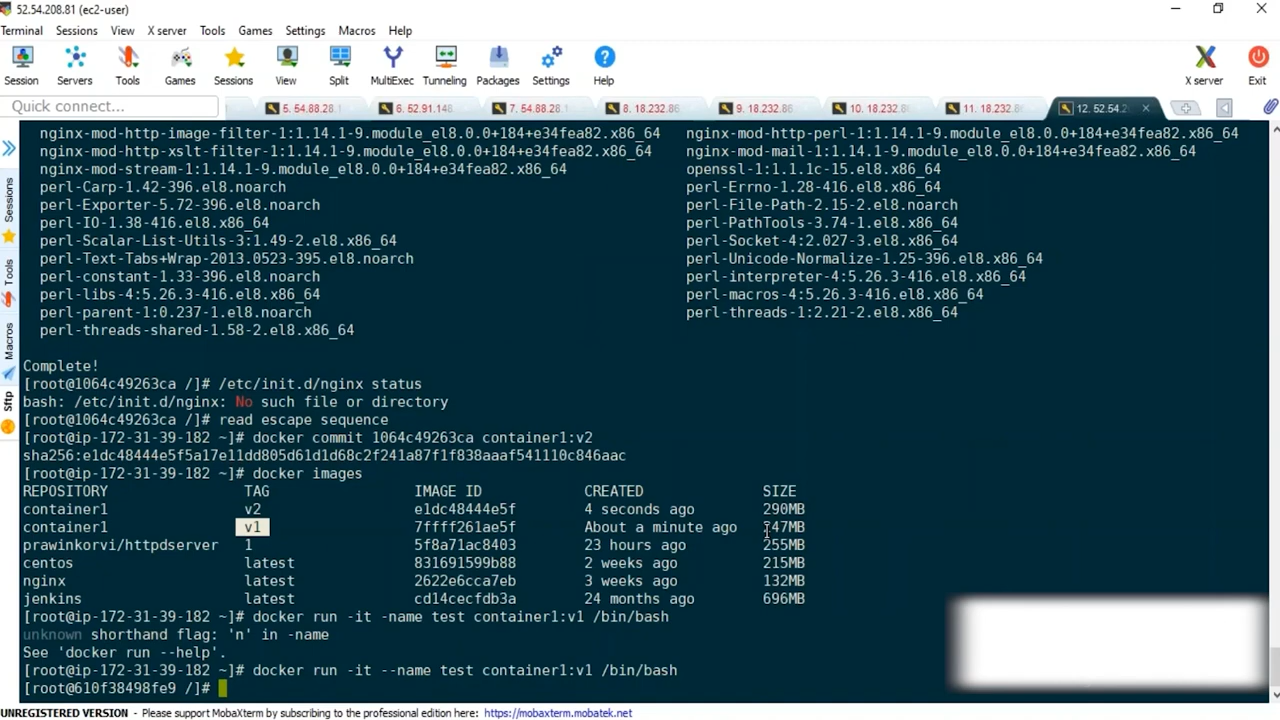 52.54.208.81 (ec2-user)
Terminal Sessions View X server Tools Games Settings Macros Help
Session Servers Tools Games Sessions View Split MultiExec Tunneling Packages Settings Help X server Exit
Quick connect...
5. 54.88.28.1 6. 52.91.148. 7. 54.88.28.1 8. 18.232.86. 9. 18.232.86. 10. 18.232.8 11. 18.232.86 12. 52.54.2
Sessions
Tools
Macros
Sftp
nginx-mod-http-image-filter-1:1.14.1-9.module_el8.0.0+184+e34fea82.x86_64 nginx-mod-http-perl-1:1.14.1-9.module_el8.0.0+184+e34fea82.x86_64
nginx-mod-http-xslt-filter-1:1.14.1-9.module_el8.0.0+184+e34fea82.x86_64 nginx-mod-mail-1:1.14.1-9.module_el8.0.0+184+e34fea82.x86_64
nginx-mod-stream-1:1.14.1-9.module_el8.0.0+184+e34fea82.x86_64 openssl-1:1.1.1c-15.el8.x86_64
perl-Carp-1.42-396.el8.noarch perl-Errno-1.28-416.el8.x86_64
perl-Exporter-5.72-396.el8.noarch perl-File-Path-2.15-2.el8.noarch
perl-IO-1.38-416.el8.x86_64 perl-PathTools-3.74-1.el8.x86_64
perl-Scalar-List-Utils-3:1.49-2.el8.x86_64 perl-Socket-4:2.027-3.el8.x86_64
perl-Text-Tabs+Wrap-2013.0523-395.el8.noarch perl-Unicode-Normalize-1.25-396.el8.x86_64
perl-constant-1.33-396.el8.noarch perl-interpreter-4:5.26.3-416.el8.x86_64
perl-libs-4:5.26.3-416.el8.x86_64 perl-macros-4:5.26.3-416.el8.x86_64
perl-parent-1:0.237-1.el8.noarch perl-threads-1:2.21-2.el8.x86_64
perl-threads-shared-1.58-2.el8.x86_64
Complete!
[root@1064c49263ca /]# /etc/init.d/nginx status
bash: /etc/init.d/nginx: No such file or directory
[root@1064c49263ca /]# read escape sequence
[root@ip-172-31-39-182 ~]# docker commit 1064c49263ca container1:v2
sha256:e1dc48444e5f5a17e11dd805d61d1d68c2f241a87f1f838aaaf541110c846aac
[root@ip-172-31-39-182 ~]# docker images
REPOSITORY TAG IMAGE ID CREATED SIZE
container1 v2 e1dc48444e5f 4 seconds ago 290MB
container1 v1 7ffff261ae5f About a minute ago 247MB
prawinkorvi/httpdserver 1 5f8a71ac8403 23 hours ago 255MB
centos latest 831691599b88 2 weeks ago 215MB
nginx latest 2622e6cca7eb 3 weeks ago 132MB
jenkins latest cd14cecfdb3a 24 months ago 696MB
[root@ip-172-31-39-182 ~]# docker run -it -name test container1:v1 /bin/bash
unknown shorthand flag: 'n' in -name
See 'docker run --help'.
[root@ip-172-31-39-182 ~]# docker run -it --name test container1:v1 /bin/bash
[root@610f38498fe9 /]#
UNREGISTERED VERSION - Please support MobaXterm by subscribing to the professional edition here: https://mobaxterm.mobatek.net